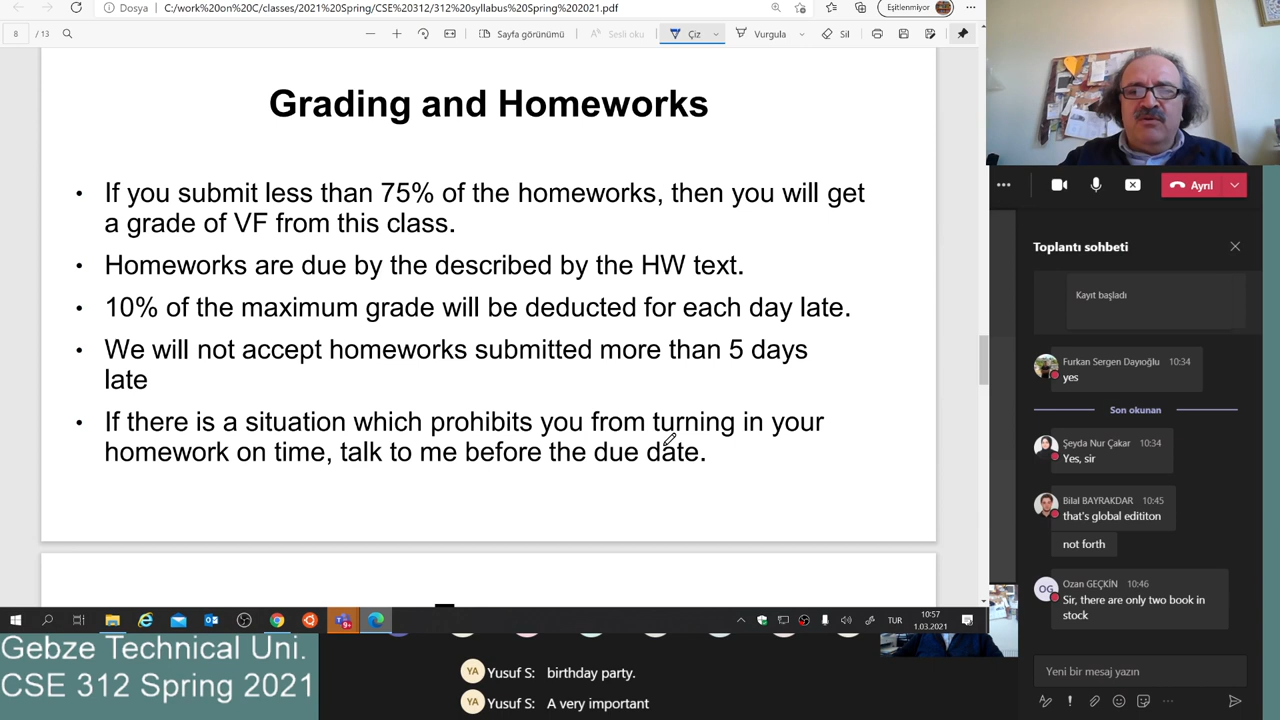 Dosya
C:/work%20on%20C/classes/2021%20Spring/CSE%20312/312%20syllabus%20Spring%202021.pdf
Eşitlenmiyor
8 / 13
Sayfa görünümü
Sesli oku
Çiz
Vurgula
Sil
Grading and Homeworks
• If you submit less than 75% of the homeworks, then you will get
a grade of VF from this class.
• Homeworks are due by the described by the HW text.
• 10% of the maximum grade will be deducted for each day late.
• We will not accept homeworks submitted more than 5 days
late
• If there is a situation which prohibits you from turning in your
homework on time, talk to me before the due date.
Ayrıl
Toplantı sohbeti
Kayıt başladı
Furkan Sergen Dayıoğlu 10:34
yes
Son okunan
Şeyda Nur Çakar 10:34
Yes, sir
Bilal BAYRAKDAR 10:45
that's global edititon
not forth
OG
Ozan GEÇKİN 10:46
Sir, there are only two book in
stock
Yeni bir mesaj yazın
TUR
10:57
1.03.2021
Gebze Technical Uni.
CSE 312 Spring 2021
YA Yusuf S: birthday party.
YA Yusuf S: A very important